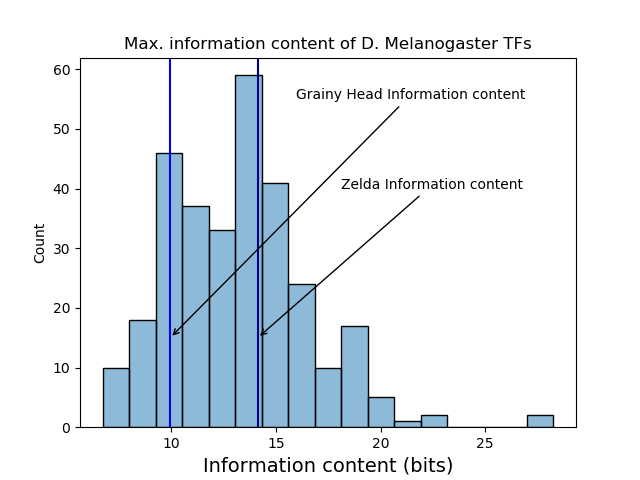 Max. information content of D. Melanogaster TFs
60
50
40
30
20
10
0
Count
Grainy Head Information content
Zelda Information content
10 15 20 25
Information content (bits)